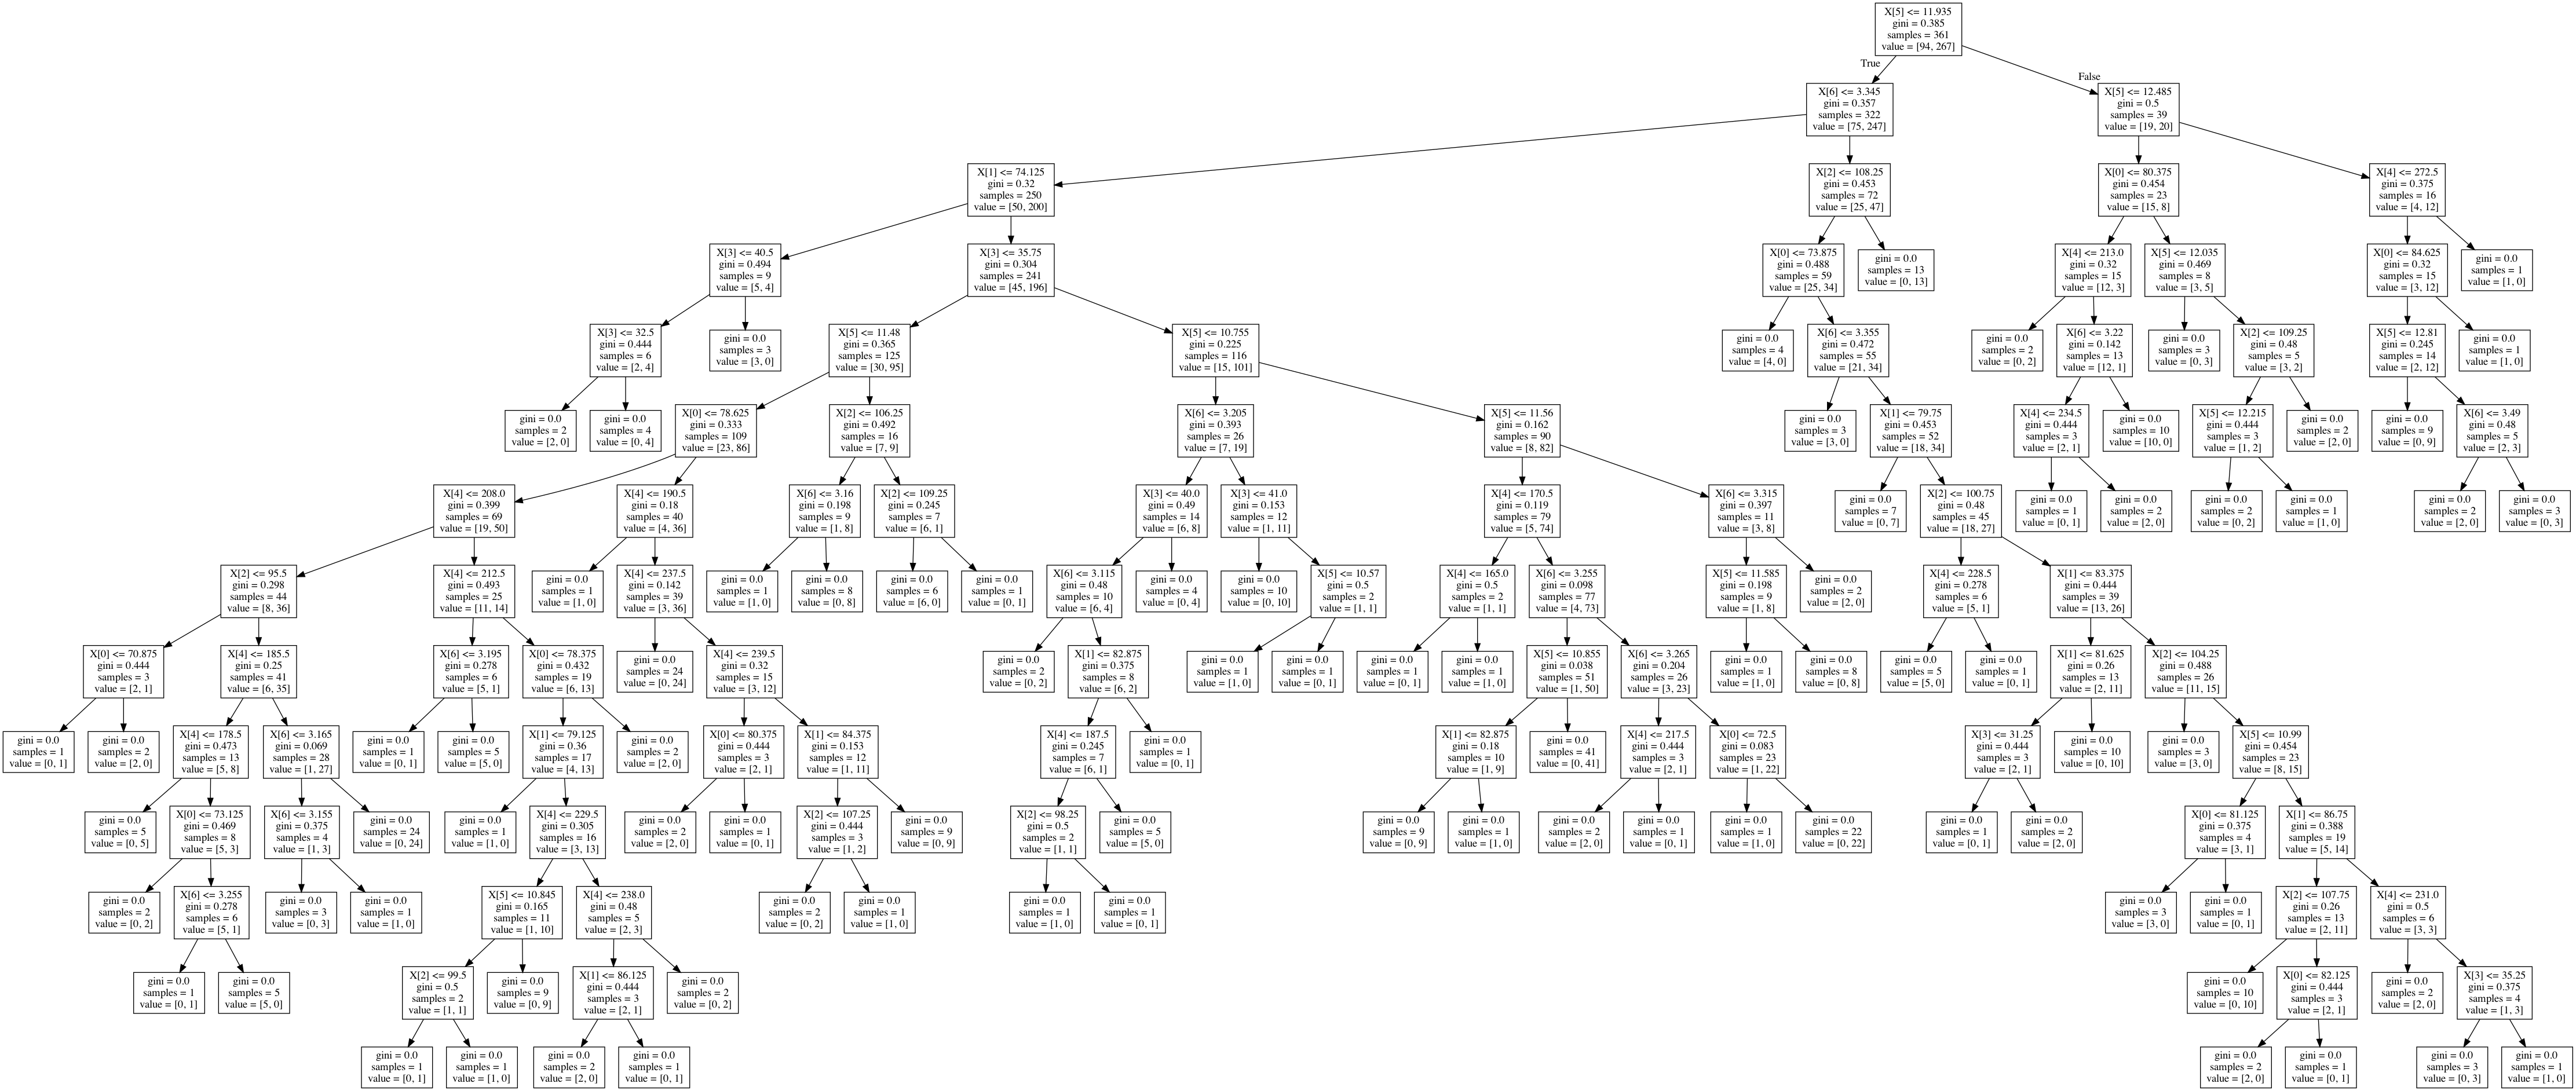 X[5] <= 11.935
gini = 0.385
samples = 361
value = [94, 267]
True
False
X[6] <= 3.345
gini = 0.357
samples = 322
value = [75, 247]
X[5] <= 12.485
gini = 0.5
samples = 39
value = [19, 20]
X[1] <= 74.125
gini = 0.32
samples = 250
value = [50, 200]
X[2] <= 108.25
gini = 0.453
samples = 72
value = [25, 47]
X[0] <= 80.375
gini = 0.454
samples = 23
value = [15, 8]
X[4] <= 272.5
gini = 0.375
samples = 16
value = [4, 12]
X[3] <= 40.5
gini = 0.494
samples = 9
value = [5, 4]
X[3] <= 35.75
gini = 0.304
samples = 241
value = [45, 196]
X[0] <= 73.875
gini = 0.488
samples = 59
value = [25, 34]
gini = 0.0
samples = 13
value = [0, 13]
X[4] <= 213.0
gini = 0.32
samples = 15
value = [12, 3]
X[5] <= 12.035
gini = 0.469
samples = 8
value = [3, 5]
X[0] <= 84.625
gini = 0.32
samples = 15
value = [3, 12]
gini = 0.0
samples = 1
value = [1, 0]
X[3] <= 32.5
gini = 0.444
samples = 6
value = [2, 4]
gini = 0.0
samples = 3
value = [3, 0]
X[5] <= 11.48
gini = 0.365
samples = 125
value = [30, 95]
X[5] <= 10.755
gini = 0.225
samples = 116
value = [15, 101]
gini = 0.0
samples = 4
value = [4, 0]
X[6] <= 3.355
gini = 0.472
samples = 55
value = [21, 34]
gini = 0.0
samples = 2
value = [0, 2]
X[6] <= 3.22
gini = 0.142
samples = 13
value = [12, 1]
gini = 0.0
samples = 3
value = [0, 3]
X[2] <= 109.25
gini = 0.48
samples = 5
value = [3, 2]
X[5] <= 12.81
gini = 0.245
samples = 14
value = [2, 12]
gini = 0.0
samples = 1
value = [1, 0]
gini = 0.0
samples = 2
value = [2, 0]
gini = 0.0
samples = 4
value = [0, 4]
X[0] <= 78.625
gini = 0.333
samples = 109
value = [23, 86]
X[2] <= 106.25
gini = 0.492
samples = 16
value = [7, 9]
X[6] <= 3.205
gini = 0.393
samples = 26
value = [7, 19]
X[5] <= 11.56
gini = 0.162
samples = 90
value = [8, 82]
gini = 0.0
samples = 3
value = [3, 0]
X[1] <= 79.75
gini = 0.453
samples = 52
value = [18, 34]
X[4] <= 234.5
gini = 0.444
samples = 3
value = [2, 1]
gini = 0.0
samples = 10
value = [10, 0]
X[5] <= 12.215
gini = 0.444
samples = 3
value = [1, 2]
gini = 0.0
samples = 2
value = [2, 0]
gini = 0.0
samples = 9
value = [0, 9]
X[6] <= 3.49
gini = 0.48
samples = 5
value = [2, 3]
X[4] <= 208.0
gini = 0.399
samples = 69
value = [19, 50]
X[4] <= 190.5
gini = 0.18
samples = 40
value = [4, 36]
X[6] <= 3.16
gini = 0.198
samples = 9
value = [1, 8]
X[2] <= 109.25
gini = 0.245
samples = 7
value = [6, 1]
X[3] <= 40.0
gini = 0.49
samples = 14
value = [6, 8]
X[3] <= 41.0
gini = 0.153
samples = 12
value = [1, 11]
X[4] <= 170.5
gini = 0.119
samples = 79
value = [5, 74]
X[6] <= 3.315
gini = 0.397
samples = 11
value = [3, 8]
gini = 0.0
samples = 7
value = [0, 7]
X[2] <= 100.75
gini = 0.48
samples = 45
value = [18, 27]
gini = 0.0
samples = 1
value = [0, 1]
gini = 0.0
samples = 2
value = [2, 0]
gini = 0.0
samples = 2
value = [0, 2]
gini = 0.0
samples = 1
value = [1, 0]
gini = 0.0
samples = 2
value = [2, 0]
gini = 0.0
samples = 3
value = [0, 3]
X[2] <= 95.5
gini = 0.298
samples = 44
value = [8, 36]
X[4] <= 212.5
gini = 0.493
samples = 25
value = [11, 14]
gini = 0.0
samples = 1
value = [1, 0]
X[4] <= 237.5
gini = 0.142
samples = 39
value = [3, 36]
gini = 0.0
samples = 1
value = [1, 0]
gini = 0.0
samples = 8
value = [0, 8]
gini = 0.0
samples = 6
value = [6, 0]
gini = 0.0
samples = 1
value = [0, 1]
X[6] <= 3.115
gini = 0.48
samples = 10
value = [6, 4]
gini = 0.0
samples = 4
value = [0, 4]
gini = 0.0
samples = 10
value = [0, 10]
X[5] <= 10.57
gini = 0.5
samples = 2
value = [1, 1]
X[4] <= 165.0
gini = 0.5
samples = 2
value = [1, 1]
X[6] <= 3.255
gini = 0.098
samples = 77
value = [4, 73]
X[5] <= 11.585
gini = 0.198
samples = 9
value = [1, 8]
gini = 0.0
samples = 2
value = [2, 0]
X[4] <= 228.5
gini = 0.278
samples = 6
value = [5, 1]
X[1] <= 83.375
gini = 0.444
samples = 39
value = [13, 26]
X[0] <= 70.875
gini = 0.444
samples = 3
value = [2, 1]
X[4] <= 185.5
gini = 0.25
samples = 41
value = [6, 35]
X[6] <= 3.195
gini = 0.278
samples = 6
value = [5, 1]
X[0] <= 78.375
gini = 0.432
samples = 19
value = [6, 13]
gini = 0.0
samples = 24
value = [0, 24]
X[4] <= 239.5
gini = 0.32
samples = 15
value = [3, 12]
gini = 0.0
samples = 2
value = [0, 2]
X[1] <= 82.875
gini = 0.375
samples = 8
value = [6, 2]
gini = 0.0
samples = 1
value = [1, 0]
gini = 0.0
samples = 1
value = [0, 1]
gini = 0.0
samples = 1
value = [0, 1]
gini = 0.0
samples = 1
value = [1, 0]
X[5] <= 10.855
gini = 0.038
samples = 51
value = [1, 50]
X[6] <= 3.265
gini = 0.204
samples = 26
value = [3, 23]
gini = 0.0
samples = 1
value = [1, 0]
gini = 0.0
samples = 8
value = [0, 8]
gini = 0.0
samples = 5
value = [5, 0]
gini = 0.0
samples = 1
value = [0, 1]
X[1] <= 81.625
gini = 0.26
samples = 13
value = [2, 11]
X[2] <= 104.25
gini = 0.488
samples = 26
value = [11, 15]
gini = 0.0
samples = 1
value = [0, 1]
gini = 0.0
samples = 2
value = [2, 0]
X[4] <= 178.5
gini = 0.473
samples = 13
value = [5, 8]
X[6] <= 3.165
gini = 0.069
samples = 28
value = [1, 27]
gini = 0.0
samples = 1
value = [0, 1]
gini = 0.0
samples = 5
value = [5, 0]
X[1] <= 79.125
gini = 0.36
samples = 17
value = [4, 13]
gini = 0.0
samples = 2
value = [2, 0]
X[0] <= 80.375
gini = 0.444
samples = 3
value = [2, 1]
X[1] <= 84.375
gini = 0.153
samples = 12
value = [1, 11]
X[4] <= 187.5
gini = 0.245
samples = 7
value = [6, 1]
gini = 0.0
samples = 1
value = [0, 1]
X[1] <= 82.875
gini = 0.18
samples = 10
value = [1, 9]
gini = 0.0
samples = 41
value = [0, 41]
X[4] <= 217.5
gini = 0.444
samples = 3
value = [2, 1]
X[0] <= 72.5
gini = 0.083
samples = 23
value = [1, 22]
X[3] <= 31.25
gini = 0.444
samples = 3
value = [2, 1]
gini = 0.0
samples = 10
value = [0, 10]
gini = 0.0
samples = 3
value = [3, 0]
X[5] <= 10.99
gini = 0.454
samples = 23
value = [8, 15]
gini = 0.0
samples = 5
value = [0, 5]
X[0] <= 73.125
gini = 0.469
samples = 8
value = [5, 3]
X[6] <= 3.155
gini = 0.375
samples = 4
value = [1, 3]
gini = 0.0
samples = 24
value = [0, 24]
gini = 0.0
samples = 1
value = [1, 0]
X[4] <= 229.5
gini = 0.305
samples = 16
value = [3, 13]
gini = 0.0
samples = 2
value = [2, 0]
gini = 0.0
samples = 1
value = [0, 1]
X[2] <= 107.25
gini = 0.444
samples = 3
value = [1, 2]
gini = 0.0
samples = 9
value = [0, 9]
X[2] <= 98.25
gini = 0.5
samples = 2
value = [1, 1]
gini = 0.0
samples = 5
value = [5, 0]
gini = 0.0
samples = 9
value = [0, 9]
gini = 0.0
samples = 1
value = [1, 0]
gini = 0.0
samples = 2
value = [2, 0]
gini = 0.0
samples = 1
value = [0, 1]
gini = 0.0
samples = 1
value = [1, 0]
gini = 0.0
samples = 22
value = [0, 22]
gini = 0.0
samples = 1
value = [0, 1]
gini = 0.0
samples = 2
value = [2, 0]
X[0] <= 81.125
gini = 0.375
samples = 4
value = [3, 1]
X[1] <= 86.75
gini = 0.388
samples = 19
value = [5, 14]
gini = 0.0
samples = 2
value = [0, 2]
X[6] <= 3.255
gini = 0.278
samples = 6
value = [5, 1]
gini = 0.0
samples = 3
value = [0, 3]
gini = 0.0
samples = 1
value = [1, 0]
X[5] <= 10.845
gini = 0.165
samples = 11
value = [1, 10]
X[4] <= 238.0
gini = 0.48
samples = 5
value = [2, 3]
gini = 0.0
samples = 2
value = [0, 2]
gini = 0.0
samples = 1
value = [1, 0]
gini = 0.0
samples = 1
value = [1, 0]
gini = 0.0
samples = 1
value = [0, 1]
gini = 0.0
samples = 3
value = [3, 0]
gini = 0.0
samples = 1
value = [0, 1]
X[2] <= 107.75
gini = 0.26
samples = 13
value = [2, 11]
X[4] <= 231.0
gini = 0.5
samples = 6
value = [3, 3]
gini = 0.0
samples = 1
value = [0, 1]
gini = 0.0
samples = 5
value = [5, 0]
X[2] <= 99.5
gini = 0.5
samples = 2
value = [1, 1]
gini = 0.0
samples = 9
value = [0, 9]
X[1] <= 86.125
gini = 0.444
samples = 3
value = [2, 1]
gini = 0.0
samples = 2
value = [0, 2]
gini = 0.0
samples = 10
value = [0, 10]
X[0] <= 82.125
gini = 0.444
samples = 3
value = [2, 1]
gini = 0.0
samples = 2
value = [2, 0]
X[3] <= 35.25
gini = 0.375
samples = 4
value = [1, 3]
gini = 0.0
samples = 1
value = [0, 1]
gini = 0.0
samples = 1
value = [1, 0]
gini = 0.0
samples = 2
value = [2, 0]
gini = 0.0
samples = 1
value = [0, 1]
gini = 0.0
samples = 2
value = [2, 0]
gini = 0.0
samples = 1
value = [0, 1]
gini = 0.0
samples = 3
value = [0, 3]
gini = 0.0
samples = 1
value = [1, 0]